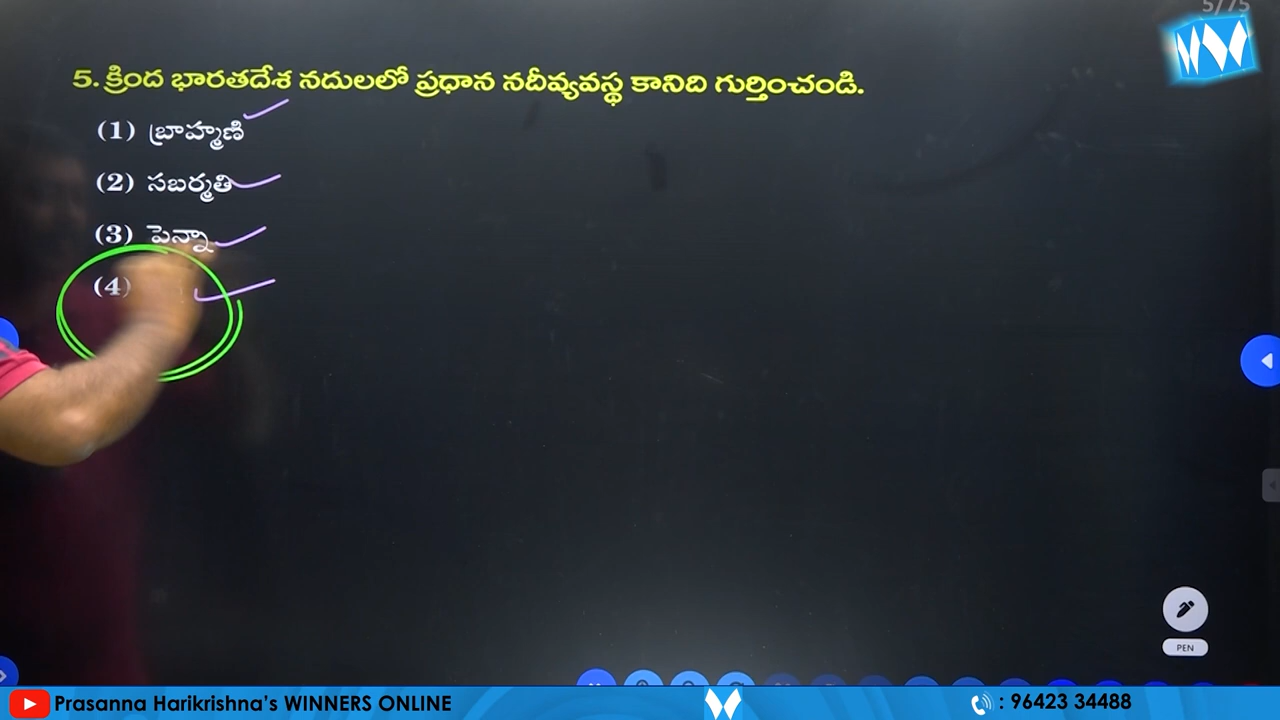 5/75
5. క్రింద భారతదేశ నదులలో ప్రధాన నదీవ్యవస్థ కానిది గుర్తించండి.
(1) బ్రాహ్మణి
(2) సబర్మతి
(3) పెన్నా
(4)
PEN
Prasanna Harikrishna's WINNERS ONLINE
: 96423 34488